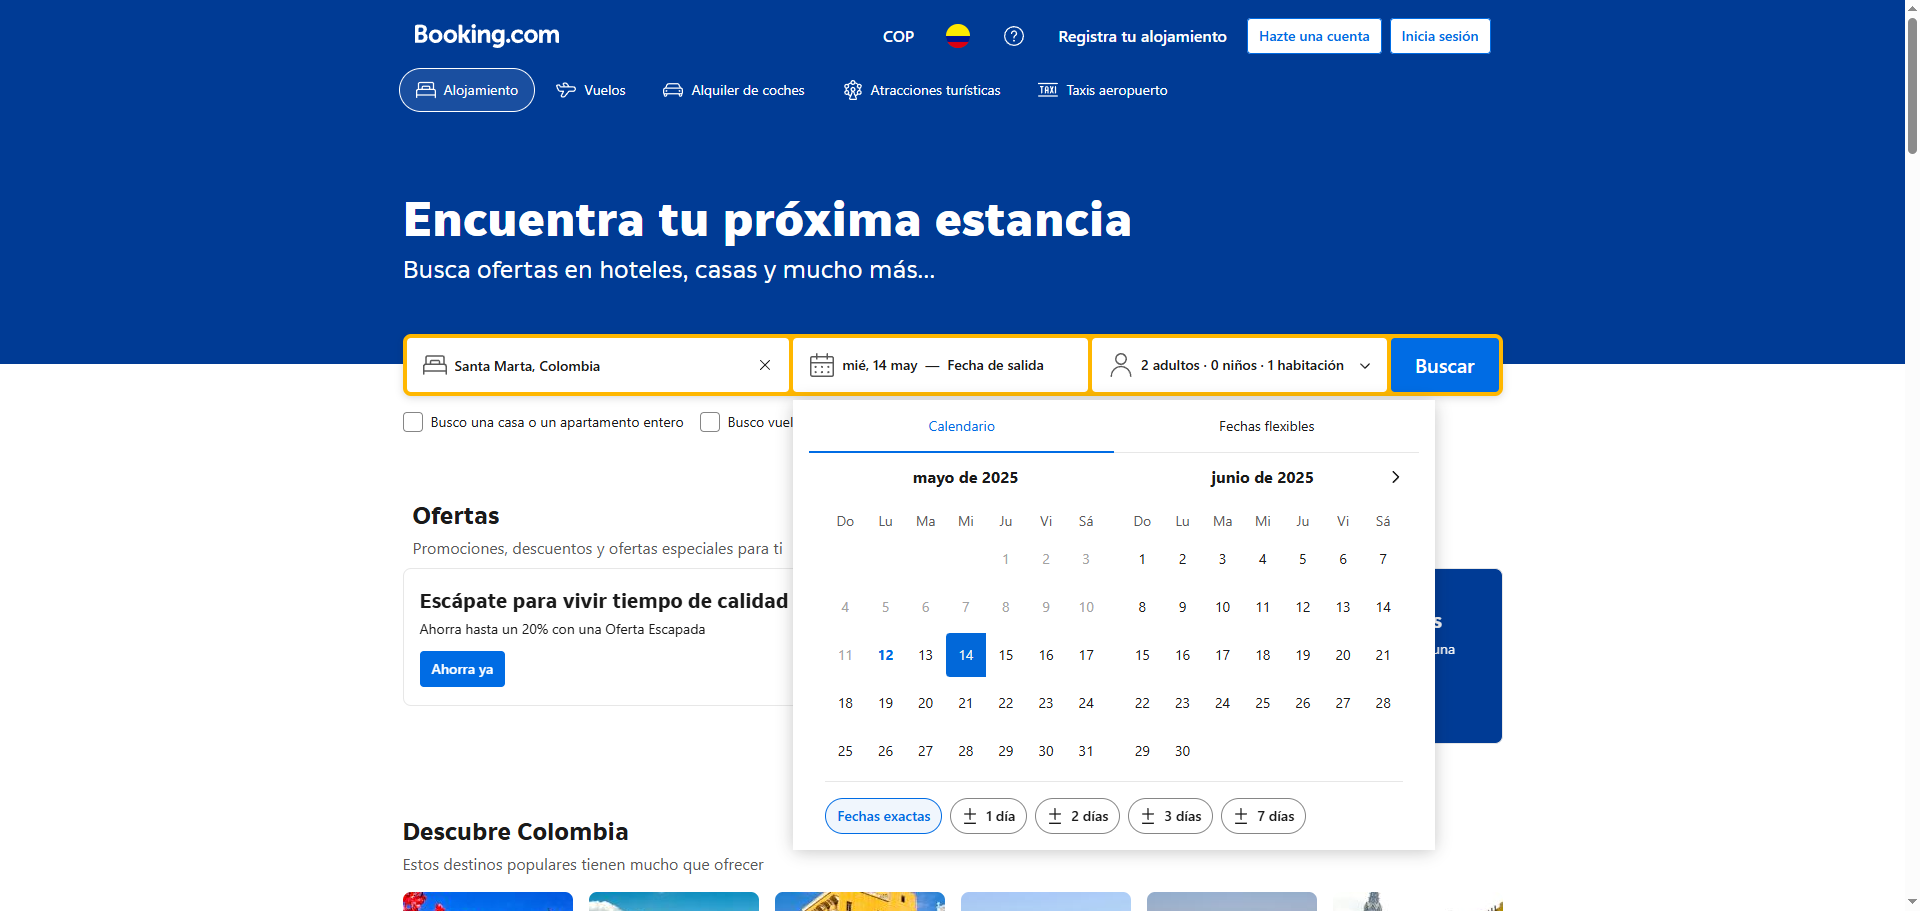 Booking.com
COP
Registra tu alojamiento
Hazte una cuenta
Inicia sesión
Alojamiento
Vuelos
Alquiler de coches
Atracciones turísticas
TAXI
Taxis aeropuerto
Encuentra tu próxima estancia
Busca ofertas en hoteles, casas y mucho más...
Santa Marta, Colombia
mié, 14 may — Fecha de salida
2 adultos · 0 niños · 1 habitación
Buscar
Busco una casa o un apartamento entero
Busco vuel
Calendario
Fechas flexibles
mayo de 2025
Do Lu Ma Mi Ju Vi Sá
1 2 3
4 5 6 7 8 9 10
11 12 13 14 15 16 17
18 19 20 21 22 23 24
25 26 27 28 29 30 31
junio de 2025
Do Lu Ma Mi Ju Vi Sá
1 2 3 4 5 6 7
8 9 10 11 12 13 14
15 16 17 18 19 20 21
22 23 24 25 26 27 28
29 30
Fechas exactas
± 1 día
± 2 días
± 3 días
± 7 días
Ofertas
Promociones, descuentos y ofertas especiales para ti
Escápate para vivir tiempo de calidad
Ahorra hasta un 20% con una Oferta Escapada
Ahorra ya
s
una
Descubre Colombia
Estos destinos populares tienen mucho que ofrecer